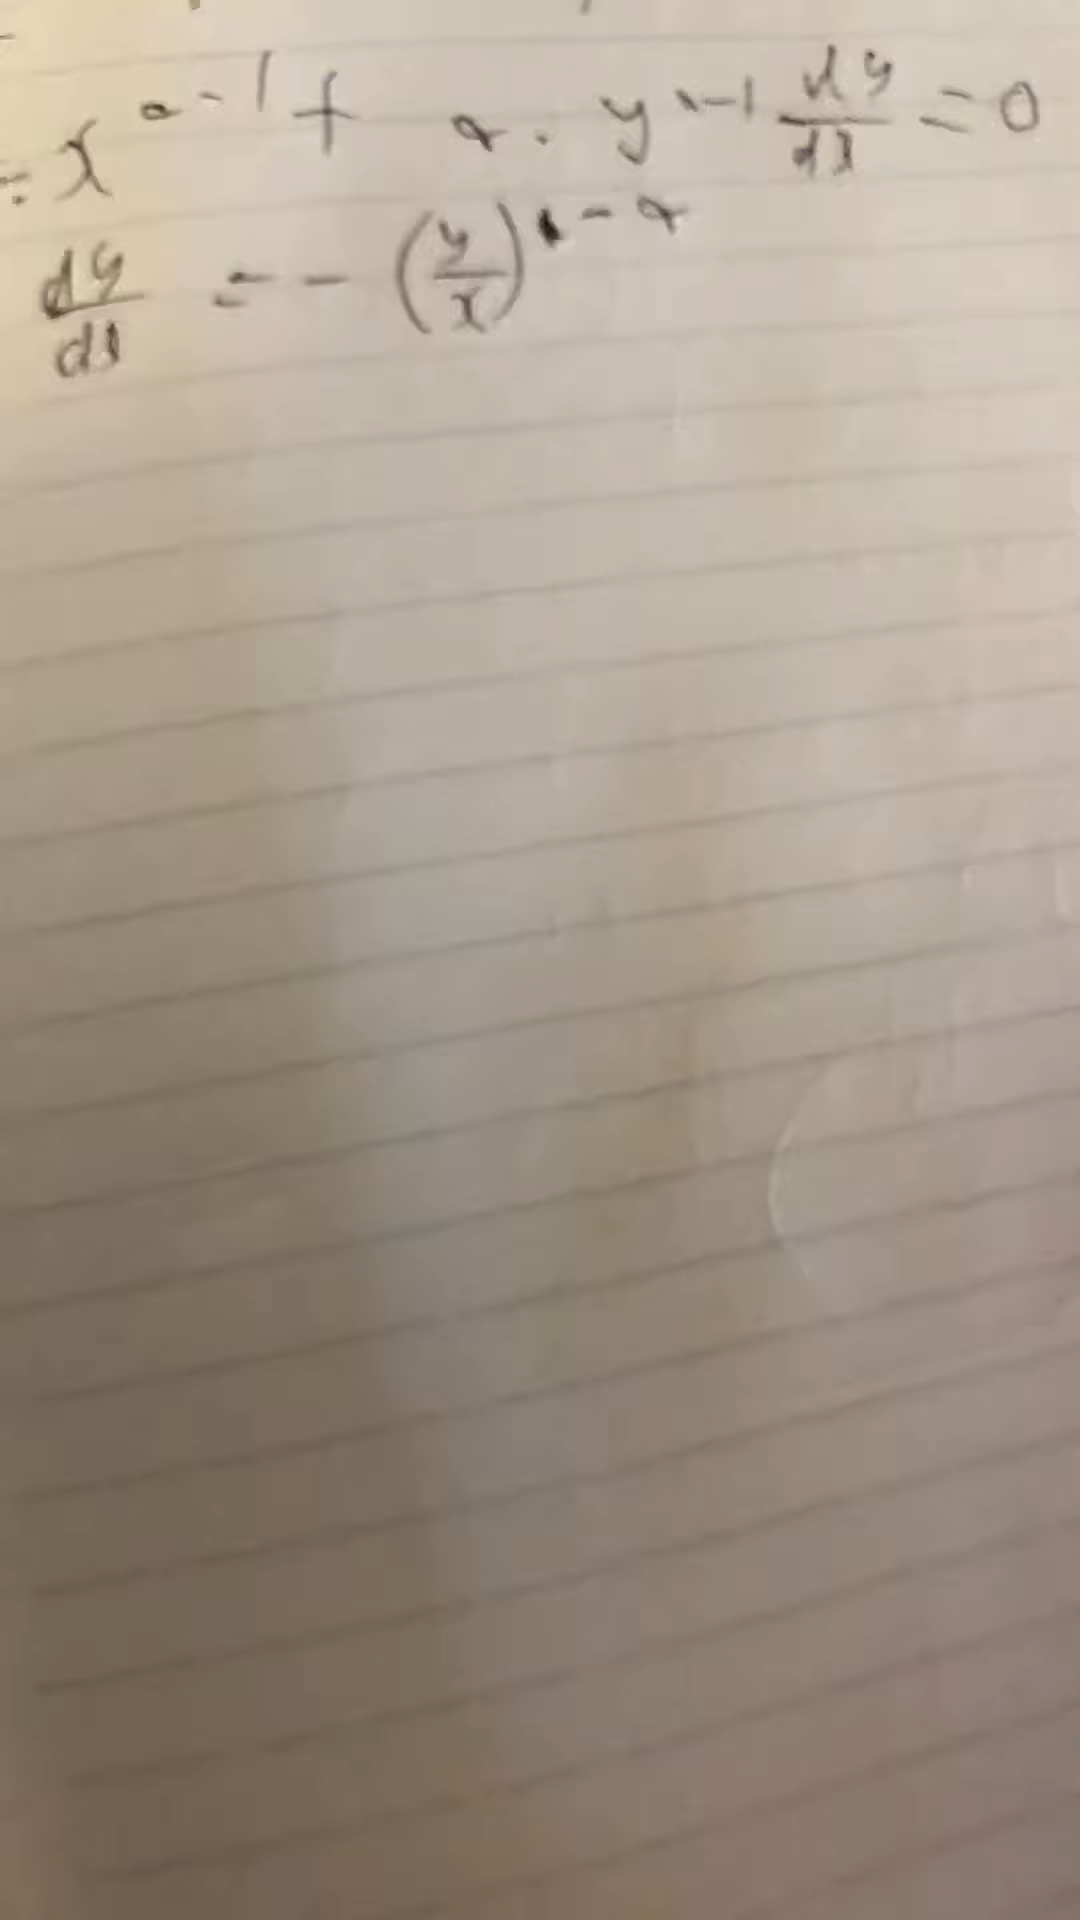 x^{α-1} + α. y^{α-1} dy/dx = 0
dy/dx = - (y/x)^{1-α}